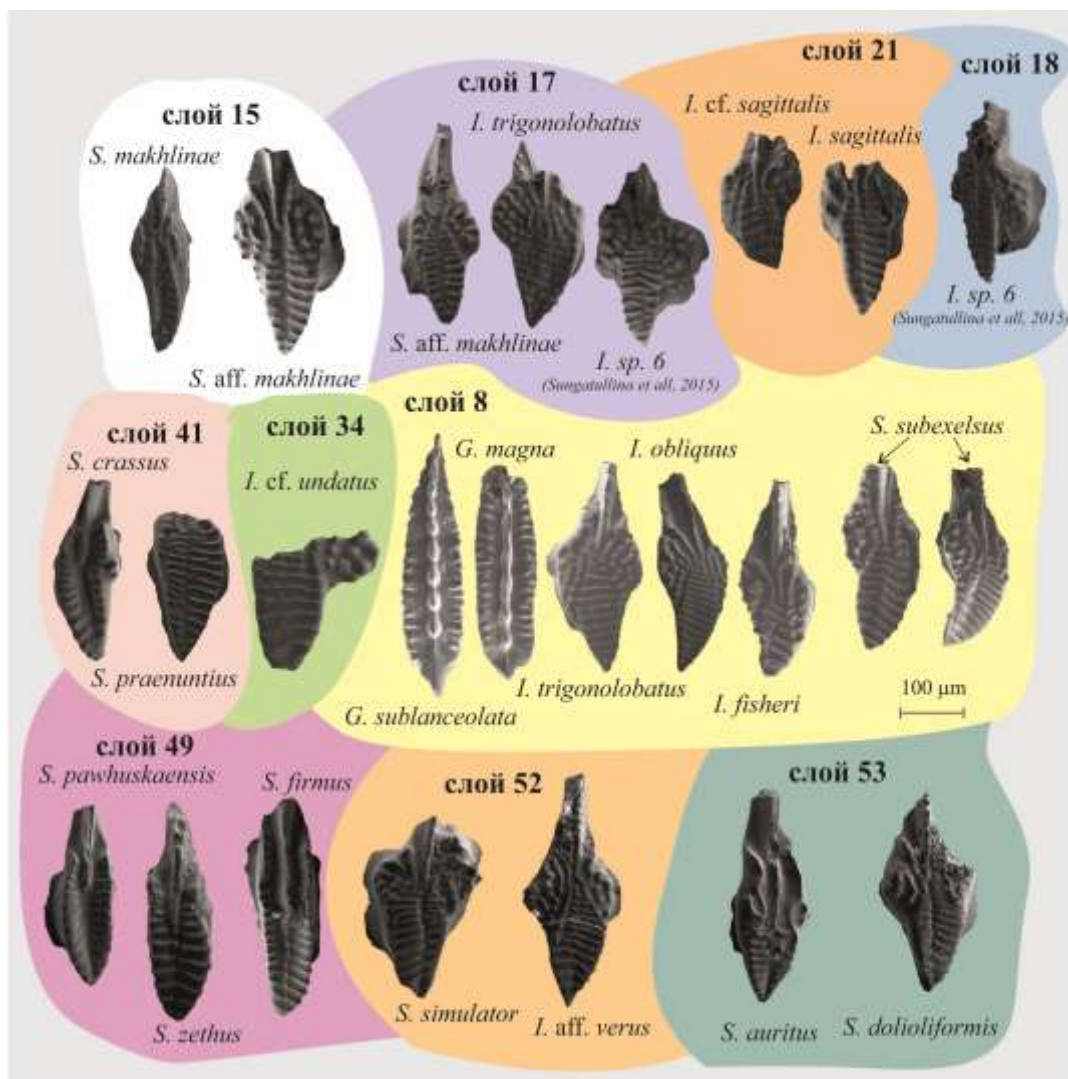 слой 15
S. makhlinae
S. aff. makhlinae
слой 17
I. trigonolobatus
S. aff. makhlinae
I. sp. 6
(Sungatullina et all, 2015)
слой 21
I. cf. sagittalis
I. sagittalis
слой 18
I. sp. 6
(Sungatullina et all, 2015)
слой 41
S. crassus
S. praenuntius
слой 34
I. cf. undatus
слой 8
G. magna
I. obliquus
S. subexelsus
G. sublanceolata
I. trigonolobatus
I. fisheri
100 µm
слой 49
S. pawhuskaensis
S. firmus
S. zethus
слой 52
S. simulator
I. aff. verus
слой 53
S. auritus
S. dolioliformis